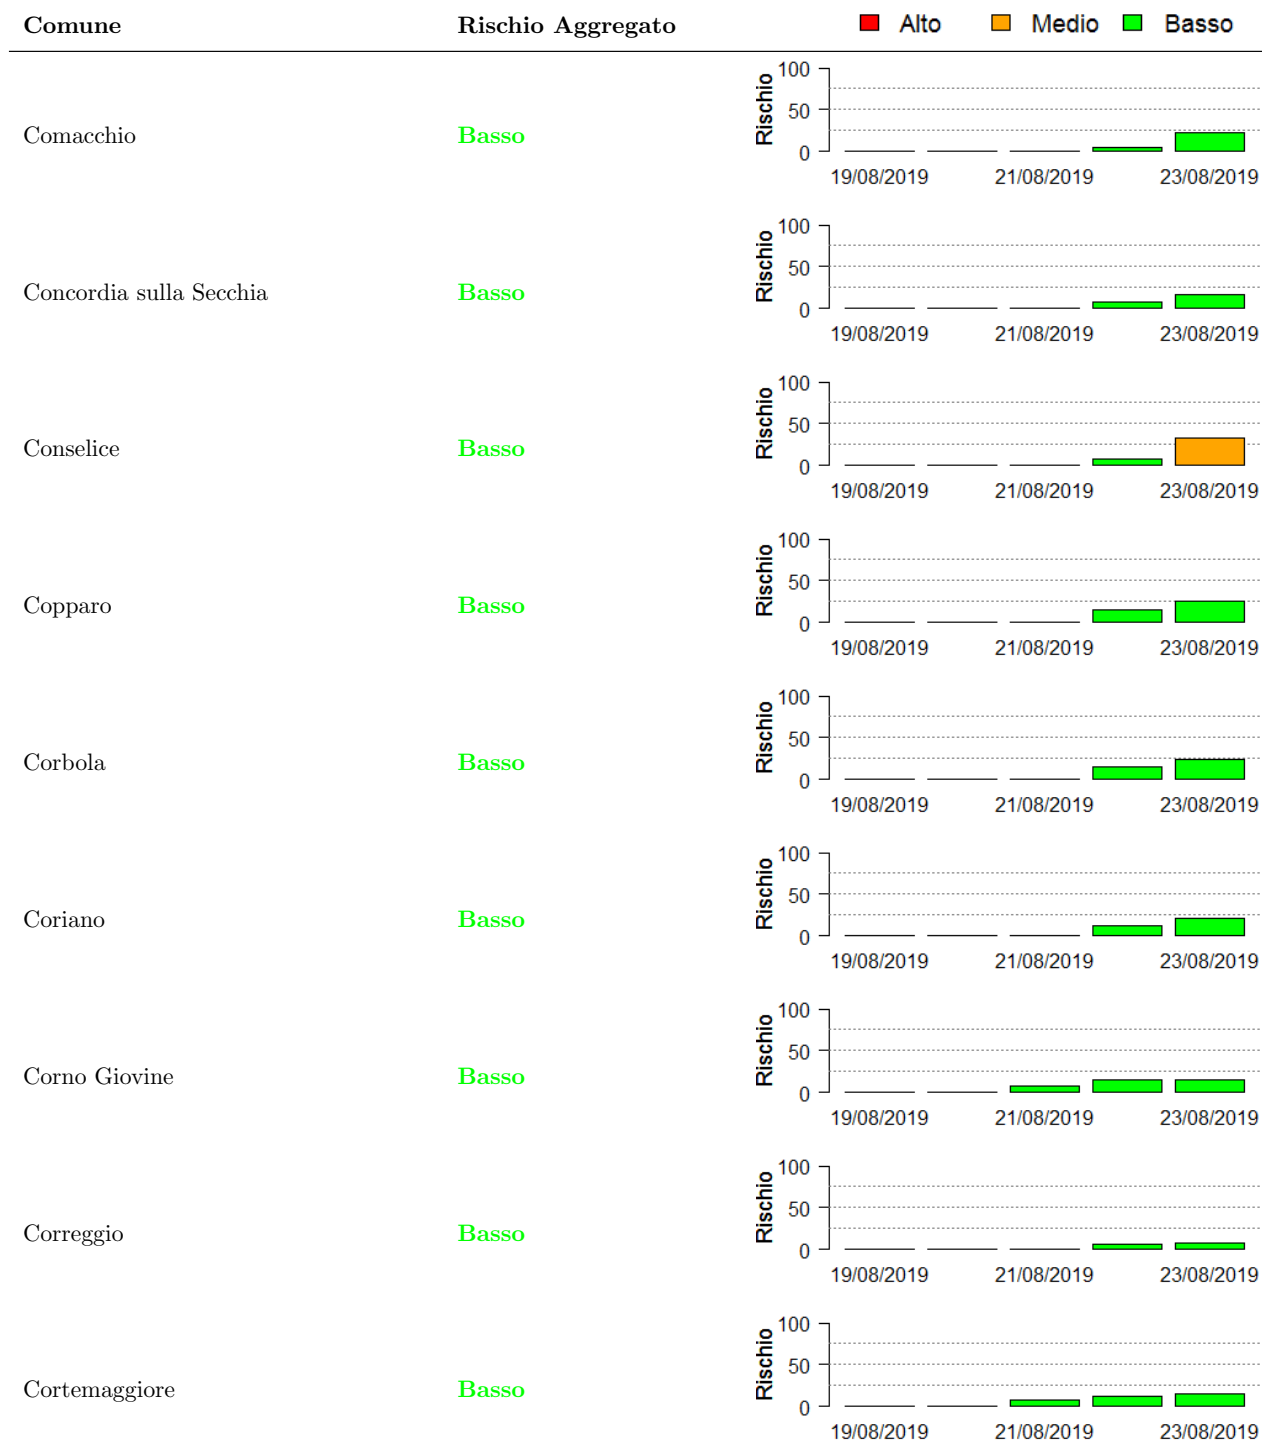 Comune Rischio Aggregato Alto Medio Basso
Comacchio Basso Rischio 100 50 0
19/08/2019 21/08/2019 23/08/2019
Concordia sulla Secchia Basso Rischio 100 50 0
19/08/2019 21/08/2019 23/08/2019
Conselice Basso Rischio 100 50 0
19/08/2019 21/08/2019 23/08/2019
Copparo Basso Rischio 100 50 0
19/08/2019 21/08/2019 23/08/2019
Corbola Basso Rischio 100 50 0
19/08/2019 21/08/2019 23/08/2019
Coriano Basso Rischio 100 50 0
19/08/2019 21/08/2019 23/08/2019
Corno Giovine Basso Rischio 100 50 0
19/08/2019 21/08/2019 23/08/2019
Correggio Basso Rischio 100 50 0
19/08/2019 21/08/2019 23/08/2019
Cortemaggiore Basso Rischio 100 50 0
19/08/2019 21/08/2019 23/08/2019